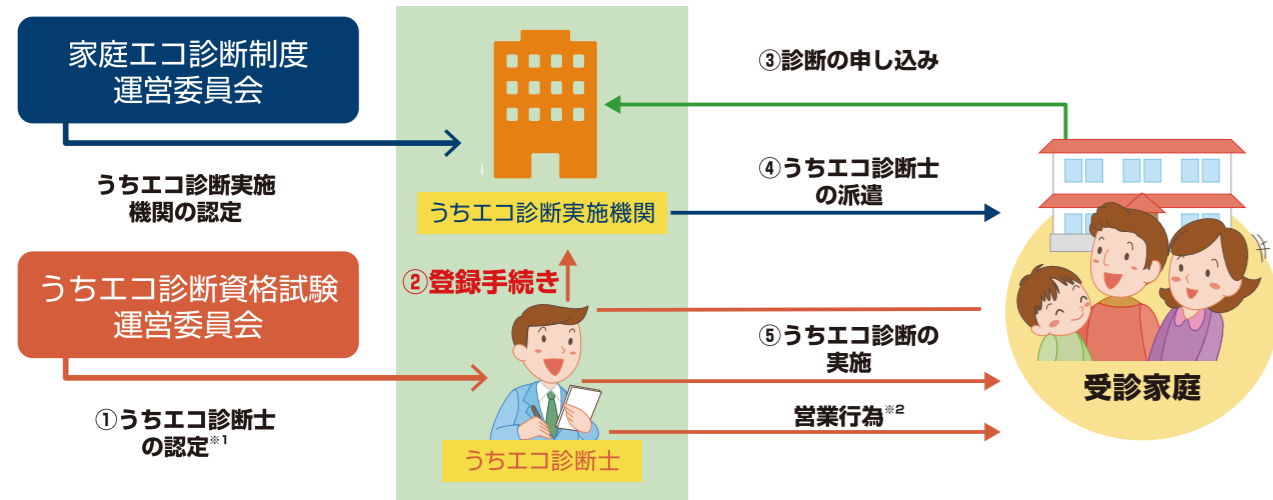 家庭エコ診断制度
運営委員会
うちエコ診断実施
機関の認定
うちエコ診断資格試験
運営委員会
①うちエコ診断士
の認定※1
うちエコ診断実施機関
②登録手続き
うちエコ診断士
③診断の申し込み
④うちエコ診断士
の派遣
⑤うちエコ診断の
実施
営業行為※2
受診家庭